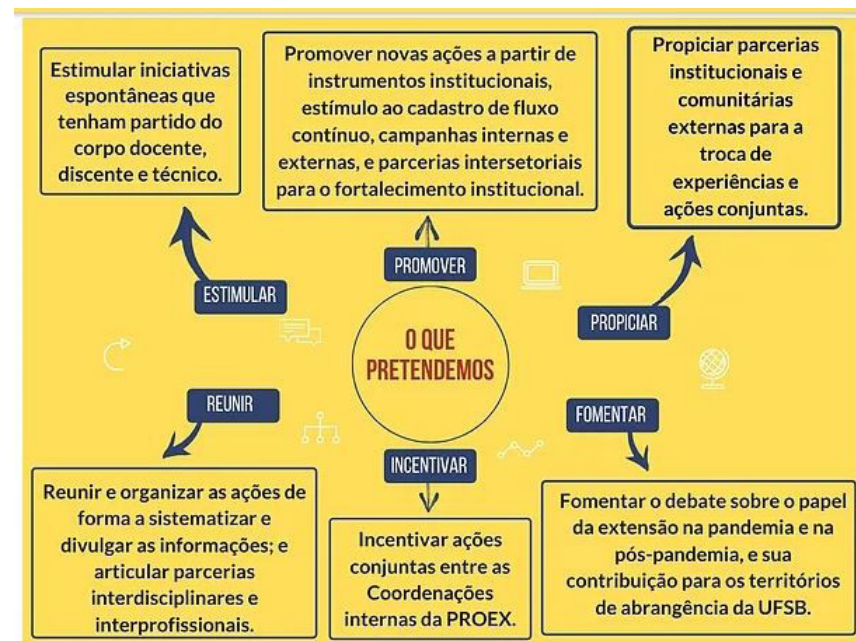 Estimular iniciativas
espontâneas que
tenham partido do
corpo docente,
discente e técnico.
Promover novas ações a partir de
instrumentos institucionais,
estímulo ao cadastro de fluxo
contínuo, campanhas internas e
externas, e parcerias intersetoriais
para o fortalecimento institucional.
Propiciar parcerias
institucionais e
comunitárias
externas para a
troca de
experiências e
ações conjuntas.
ESTIMULAR
PROMOVER
PROPICIAR
O QUE
PRETENDEMOS
REUNIR
INCENTIVAR
FOMENTAR
Reunir e organizar as ações de
forma a sistematizar e
divulgar as informações; e
articular parcerias
interdisciplinares e
interprofissionais.
Incentivar ações
conjuntas entre as
Coordenações
internas da PROEX.
Fomentar o debate sobre o papel
da extensão na pandemia e na
pós-pandemia, e sua
contribuição para os territórios
de abrangência da UFSB.